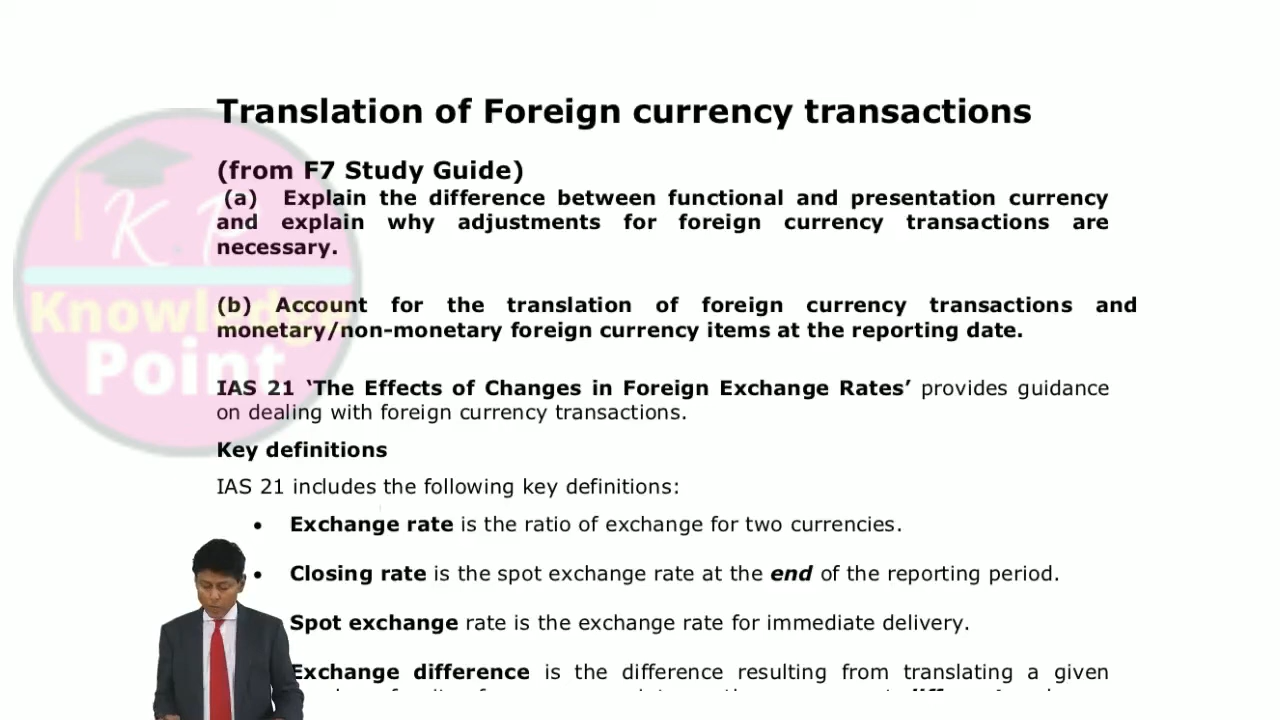 Translation of Foreign currency transactions
(from F7 Study Guide)
(a) Explain the difference between functional and presentation currency
and explain why adjustments for foreign currency transactions are
necessary.
(b) Account for the translation of foreign currency transactions and
monetary/non-monetary foreign currency items at the reporting date.
K.P
Knowledge
Point
IAS 21 ‘The Effects of Changes in Foreign Exchange Rates’ provides guidance
on dealing with foreign currency transactions.
Key definitions
IAS 21 includes the following key definitions:
• Exchange rate is the ratio of exchange for two currencies.
• Closing rate is the spot exchange rate at the end of the reporting period.
Spot exchange rate is the exchange rate for immediate delivery.
Exchange difference is the difference resulting from translating a given